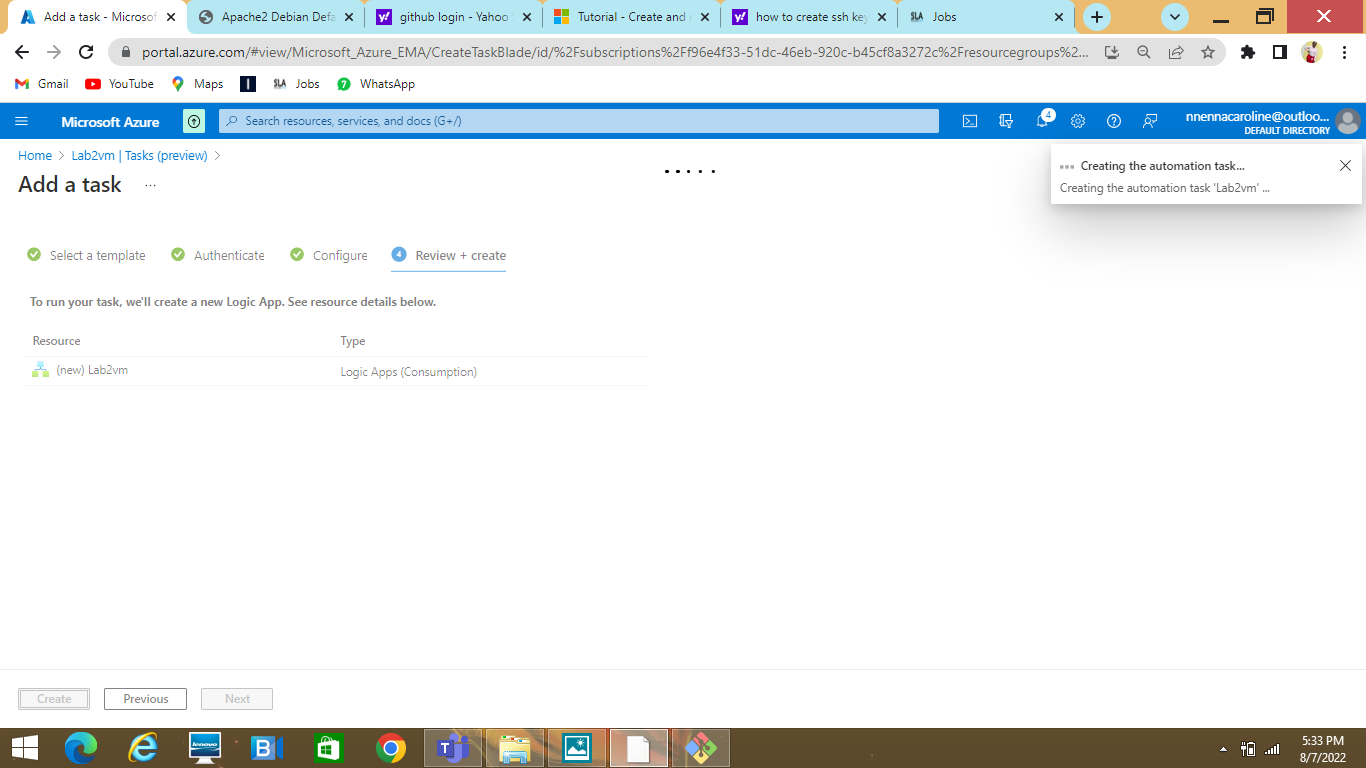 Add a task - Microsof
Apache2 Debian Defa
github login - Yahoo
Tutorial - Create and
how to create ssh key
SLA Jobs
portal.azure.com/#view/Microsoft_Azure_EMA/CreateTaskBlade/id/%2Fsubscriptions%2Ff96e4f33-51dc-46eb-920c-b45cf8a3272c%2Fresourcegroups%2...
Gmail
YouTube
Maps
SLA Jobs
7 WhatsApp
Microsoft Azure
Search resources, services, and docs (G+/)
4
nnennacaroline@outloo...
DEFAULT DIRECTORY
Home > Lab2vm | Tasks (preview) >
Add a task ...
Creating the automation task...
Creating the automation task 'Lab2vm' ...
Select a template
Authenticate
Configure
4 Review + create
To run your task, we'll create a new Logic App. See resource details below.
Resource Type
(new) Lab2vm Logic Apps (Consumption)
Create Previous Next
lenovo
B
T
5:33 PM
8/7/2022